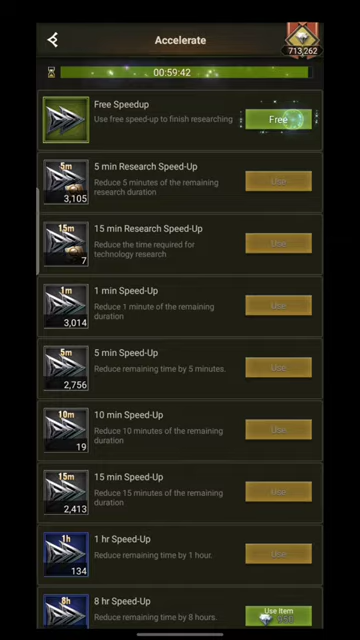 Accelerate
713,262
00:59:42
Free Speedup
Use free speed-up to finish researching
Free
5m
3,105
5 min Research Speed-Up
Reduce 5 minutes of the remaining
research duration
Use
15m
7
15 min Research Speed-Up
Reduce the time required for
technology research
Use
1m
3,014
1 min Speed-Up
Reduce 1 minute of the remaining
duration
Use
5m
2,756
5 min Speed-Up
Reduce remaining time by 5 minutes.
Use
10m
19
10 min Speed-Up
Reduce 10 minutes of the remaining
duration
Use
15m
2,413
15 min Speed-Up
Reduce 15 minutes of the remaining
duration
Use
1h
134
1 hr Speed-Up
Reduce remaining time by 1 hour.
Use
8h
8 hr Speed-Up
Reduce remaining time by 8 hours.
Use Item